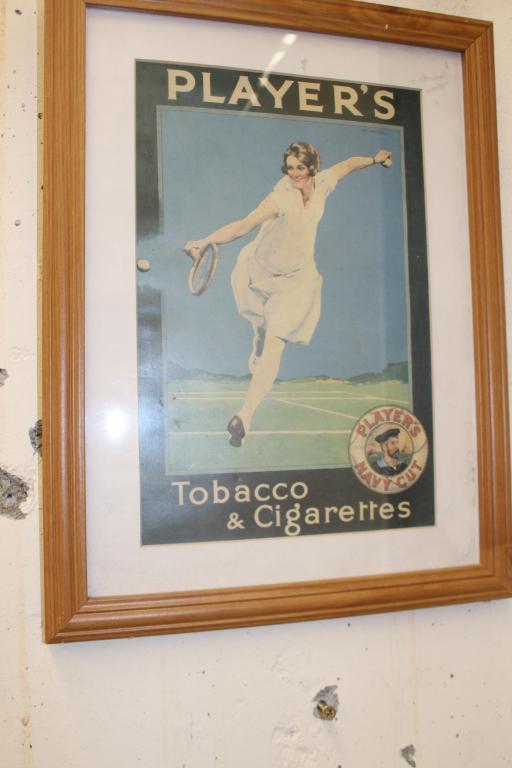 PLAYER'S
PLAYER'S
NAVY CUT
Tobacco
& Cigarettes